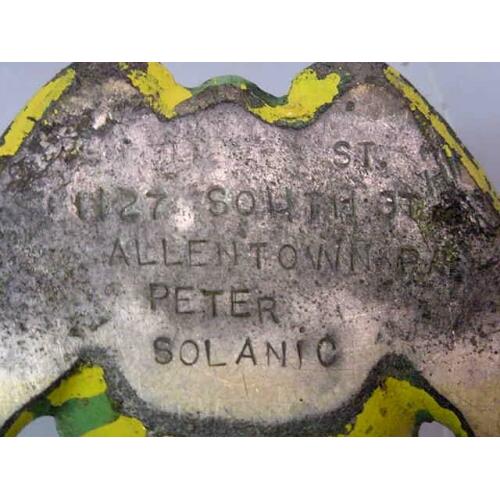 ST.
1127 SOUTH ST
ALLENTOWN PA
PETER
SOLANIC